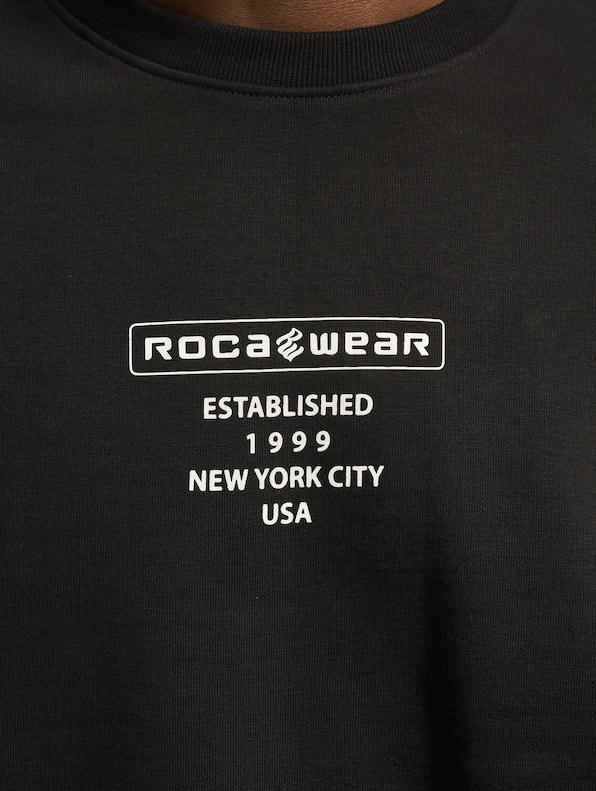 ROCAWEAR
ESTABLISHED
1999
NEW YORK CITY
USA